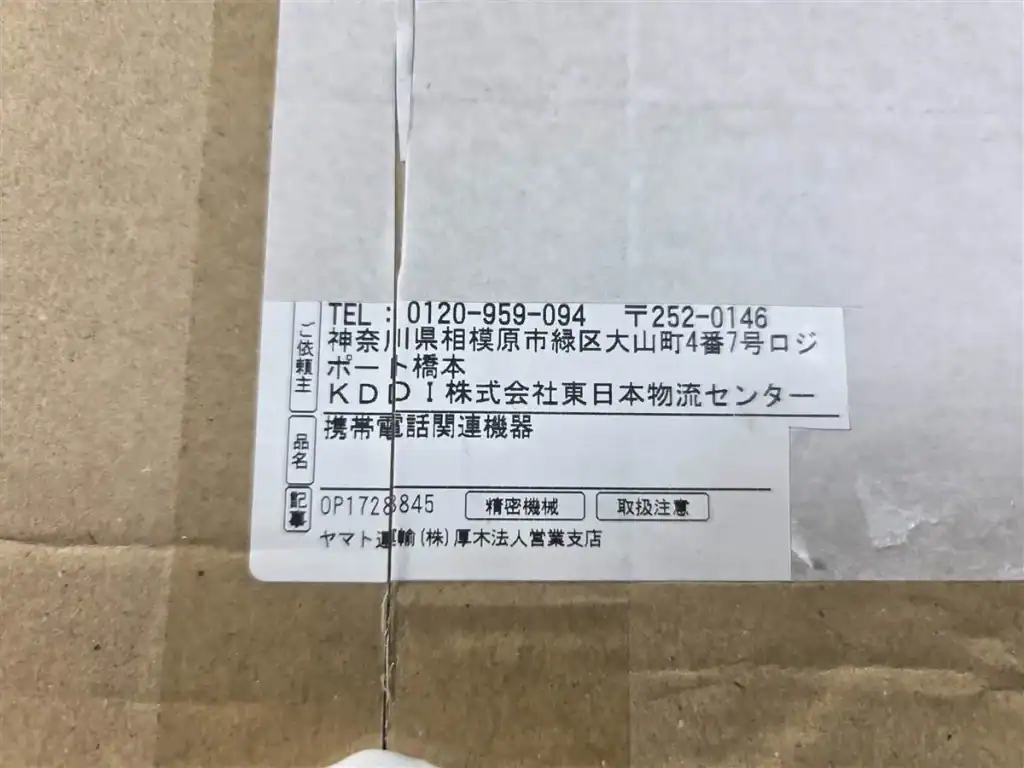 ご依頼主
TEL : 0120-959-094 〒252-0146
神奈川県相模原市緑区大山町4番7号ロジ
ポート橋本
KDDI株式会社東日本物流センター
品名
携帯電話関連機器
記事
OP1728845 精密機械 取扱注意
ヤマト運輸(株)厚木法人営業支店